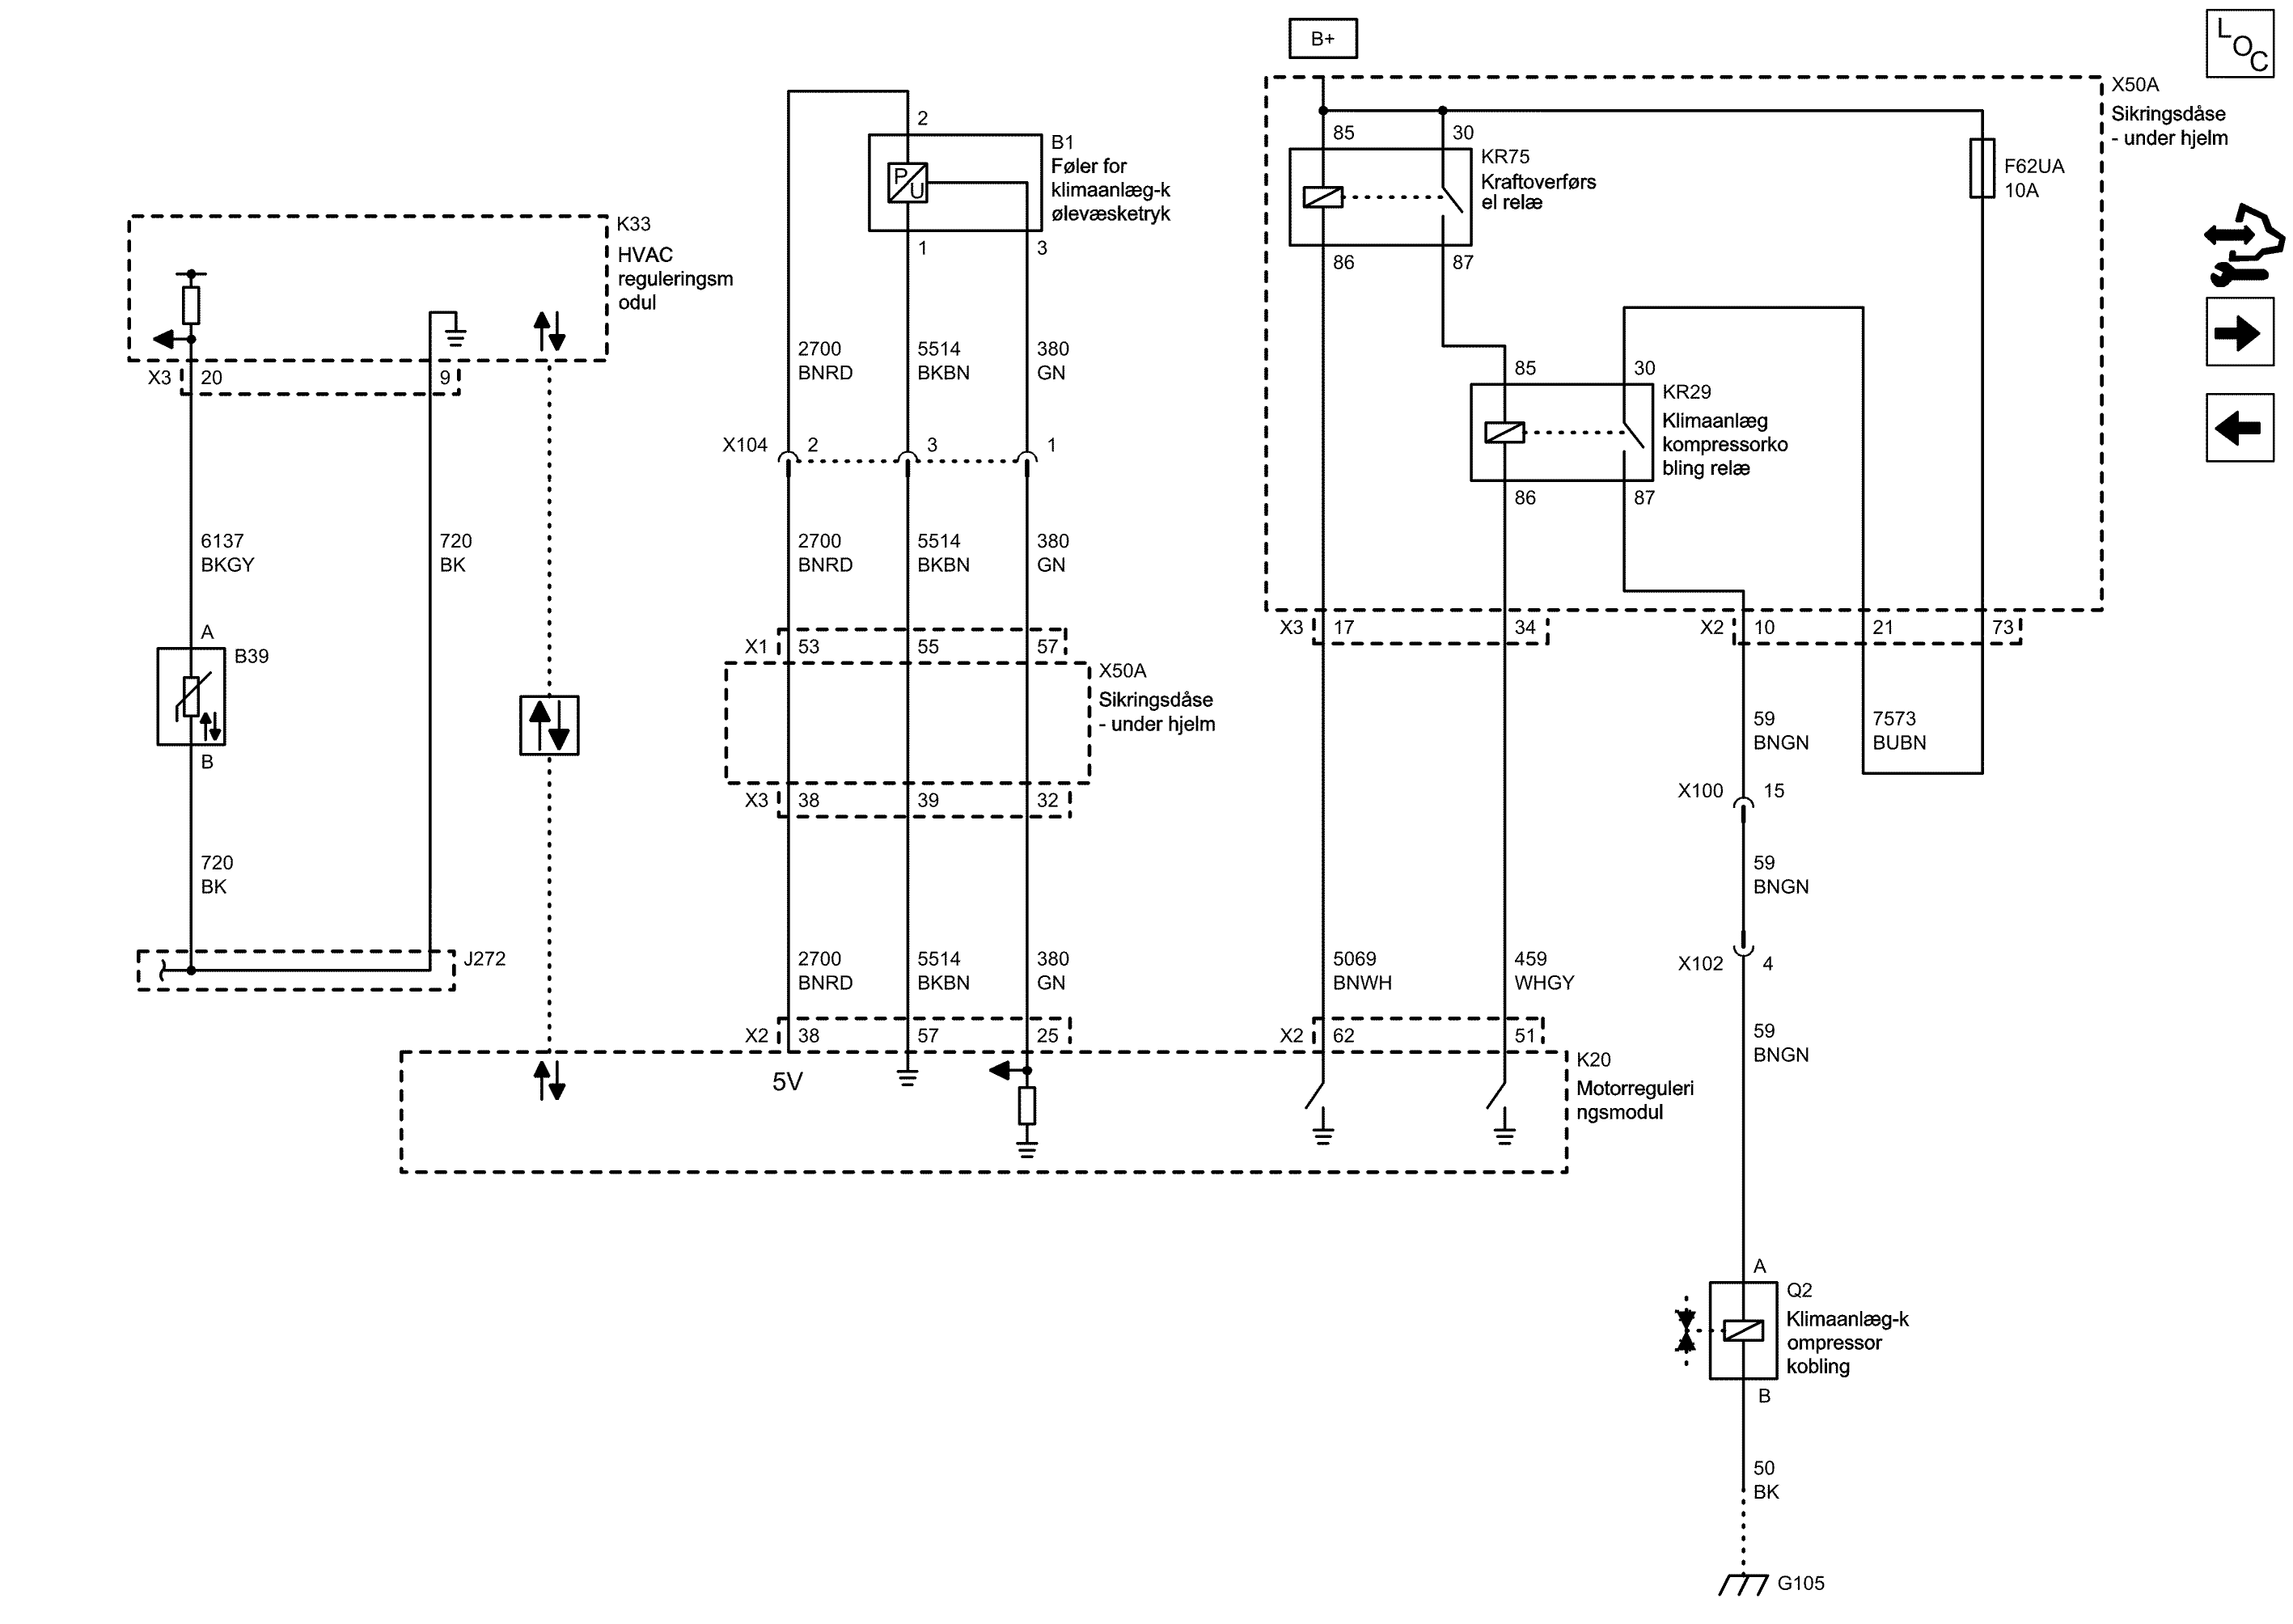 B+
LOC
X50A
Sikringsdåse
- under hjelm
2
B1
Føler for
klimaanlæg-k
ølevæsketryk
P
U
1
3
85
30
KR75
Kraftoverførs
el relæ
86
87
F62UA
10A
K33
HVAC
reguleringsm
odul
X3
20
9
2700
BNRD
5514
BKBN
380
GN
85
30
KR29
Klimaanlæg
kompressorko
bling relæ
86
87
X104
2
3
1
6137
BKGY
720
BK
2700
BNRD
5514
BKBN
380
GN
A
B39
B
X1
53
55
57
X50A
Sikringsdåse
- under hjelm
X3
38
39
32
X3
17
34
X2
10
21
73
59
BNGN
7573
BUBN
X100
15
59
BNGN
X102
4
720
BK
J272
2700
BNRD
5514
BKBN
380
GN
5069
BNWH
459
WHGY
X2
38
57
25
X2
62
51
5V
K20
Motorreguleri
ngsmodul
59
BNGN
A
Q2
Klimaanlæg-k
ompressor
kobling
B
50
BK
G105